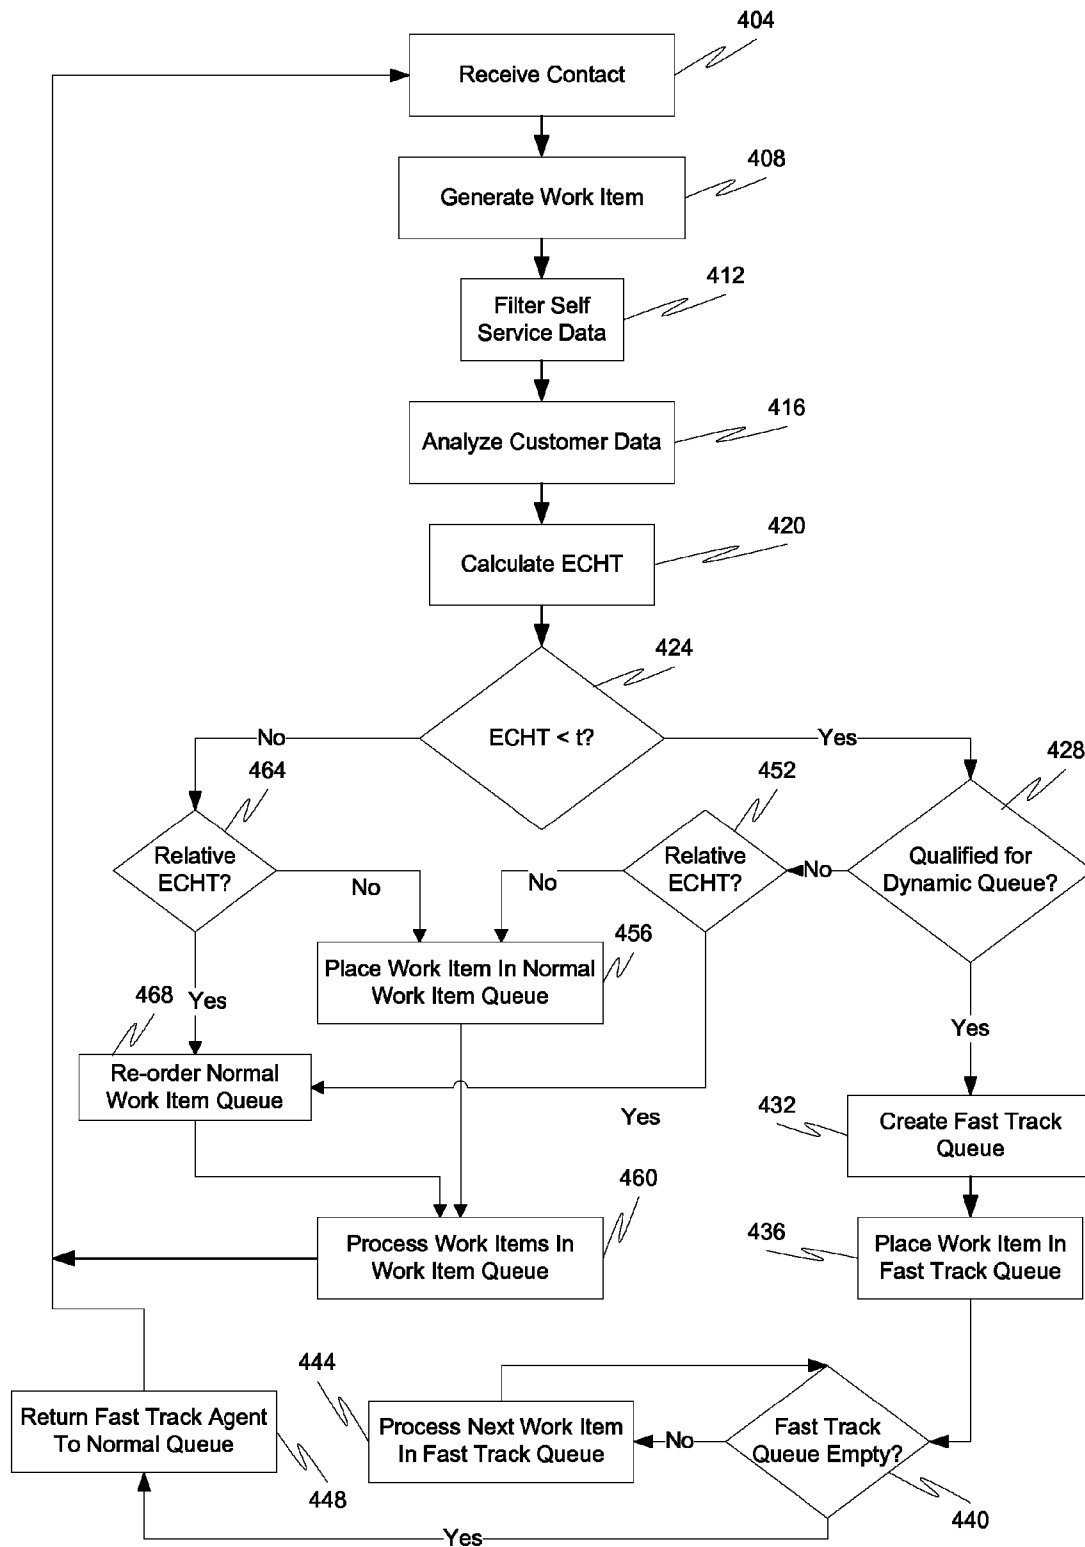 404
Receive Contact
408
Generate Work Item
412
Filter Self
Service Data
416
Analyze Customer Data
420
Calculate ECHT
424
ECHT < t?
No
Yes
464
452
428
Relative
ECHT?
Relative
ECHT?
Qualified for
Dynamic Queue?
No
No
No
456
Place Work Item In Normal
Work Item Queue
468
Yes
Yes
Re-order Normal
Work Item Queue
Yes
432
Create Fast Track
Queue
460
Process Work Items In
Work Item Queue
436
Place Work Item In
Fast Track Queue
444
Return Fast Track Agent
To Normal Queue
Process Next Work Item
In Fast Track Queue
No
Fast Track
Queue Empty?
448
440
Yes